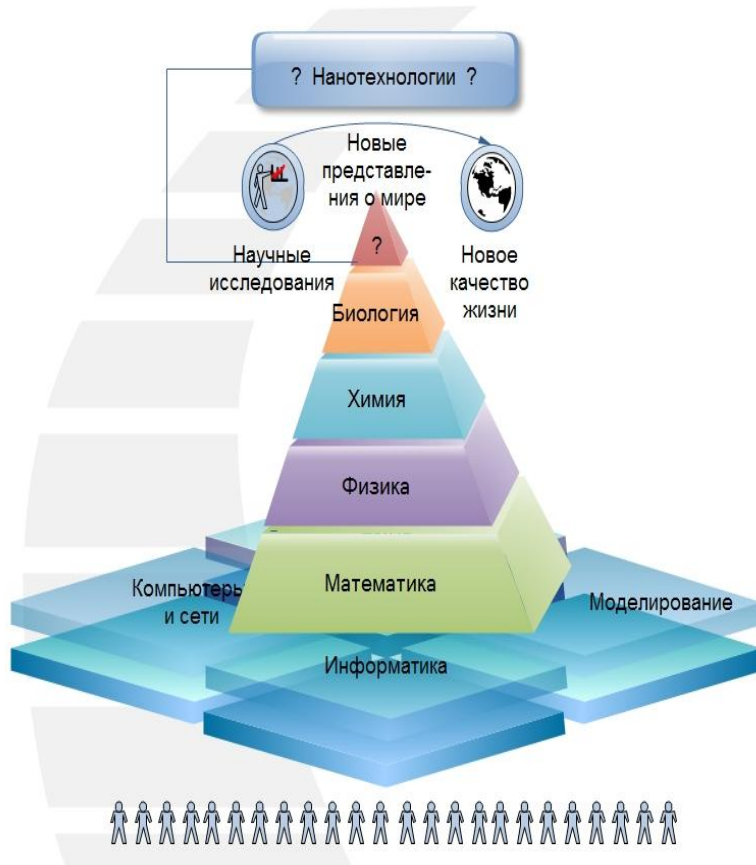 ? Нанотехнологии ?
Новые
представле-
ния о мире
Научные
исследования
?
Новое
качество
жизни
Биология
Химия
Физика
Математика
Компьютеры
и сети
Моделирование
Информатика